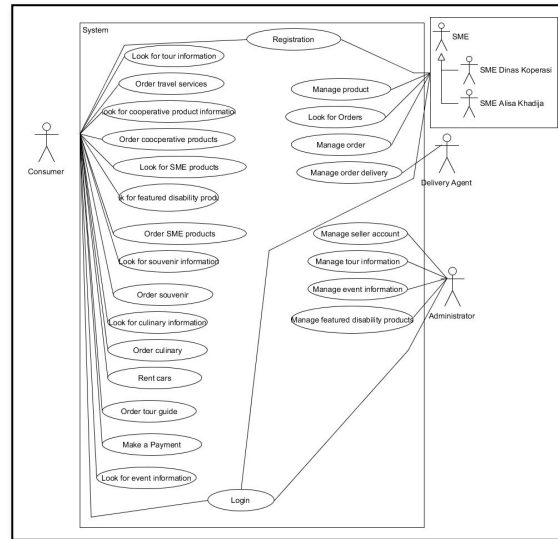 System
Registration
SME
Look for tour information
SME Dinas Koperasi
Order travel services
Manage product
SME Alisa Khadija
ook for cooperative product information
Look for Orders
Order coocperative products
Manage order
Consumer
Look for SME products
Manage order delivery
Delivery Agent
k for featured disability produ
Order SME products
Manage seller account
Look for souvenir information
Manage tour information
Order souvenir
Manage event information
Administrator
Look for culinary information
Manage featured disability products
Order culinary
Rent cars
Order tour guide
Make a Payment
Look for event information
Login